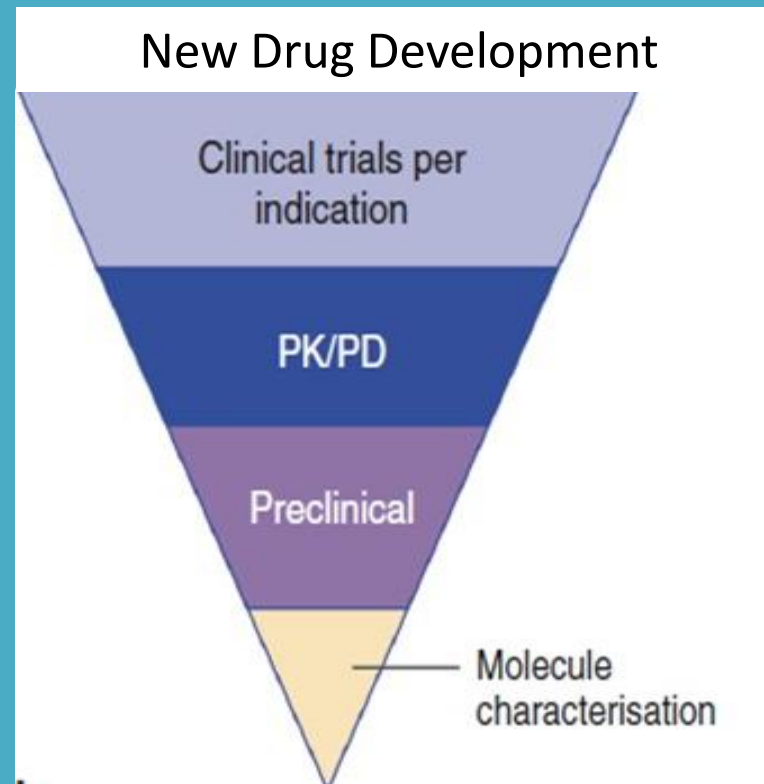 New Drug Development
Clinical trials per
indication
PK/PD
Preclinical
Molecule
characterisation